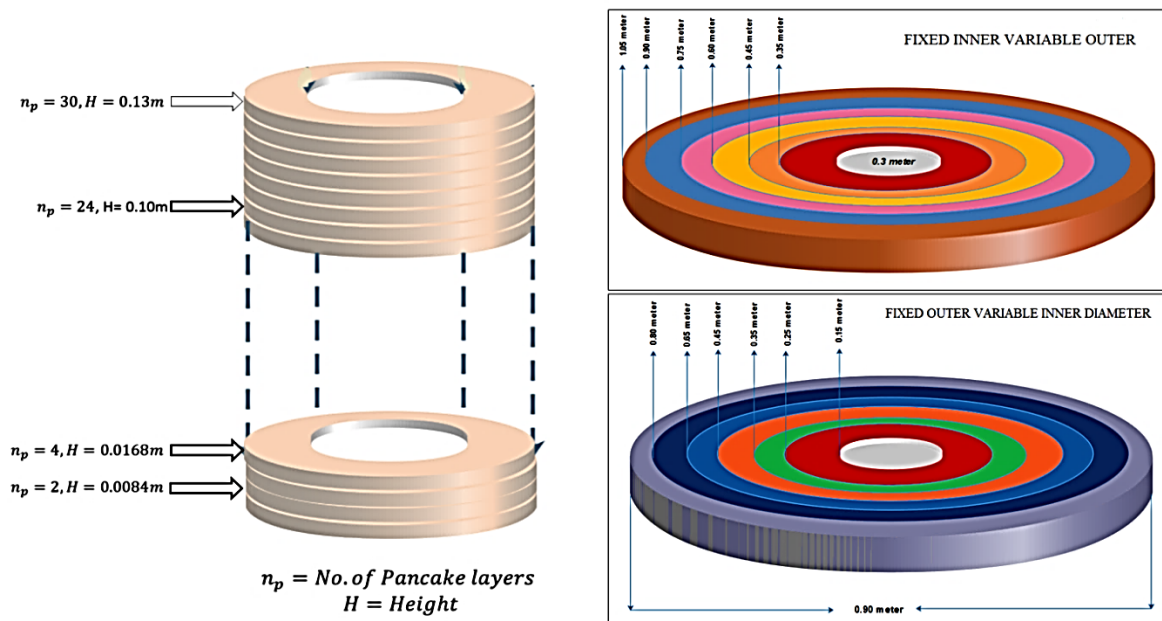 n_p = 30, H = 0.13m
n_p = 24, H= 0.10m
n_p = 4, H = 0.0168m
n_p = 2, H = 0.0084m
n_p = No. of Pancake layers
H = Height
FIXED INNER VARIABLE OUTER
1.05 meter
0.90 meter
0.75 meter
0.60 meter
0.45 meter
0.35 meter
0.3 meter
FIXED OUTER VARIABLE INNER DIAMETER
0.80 meter
0.65 meter
0.45 meter
0.35 meter
0.25 meter
0.15 meter
0.90 meter